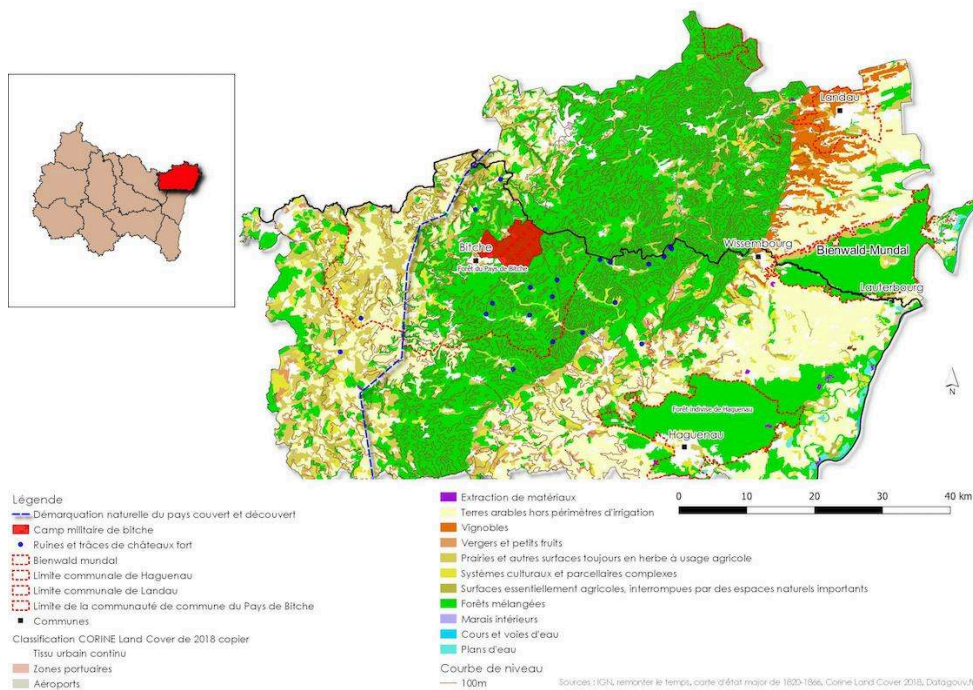 Landau
Bitche
Forêt du Pays de Bitche
Wissembourg
Bienwald-Mundal
Lauterbourg
Forêt indivise de Haguenau
Haguenau
N
Légende
Démarquation naturelle du pays couvert et découvert
Camp militaire de bitche
Ruines et trâces de châteaux fort
Bienwald mundal
Limite communale de Haguenau
Limite communale de Landau
Limite de la communauté de commune du Pays de Bitche
Communes
Classification CORINE Land Cover de 2018 copier
Tissu urbain continu
Zones portuaires
Aéroports
Extraction de matériaux
Terres arables hors périmètres d'irrigation
Vignobles
Vergers et petits fruits
Prairies et autres surfaces toujours en herbe à usage agricole
Systèmes culturaux et parcellaires complexes
Surfaces essentiellement agricoles, interrompues par des espaces naturels importants
Forêts mélangées
Marais intérieurs
Cours et voies d'eau
Plans d'eau
Courbe de niveau
100m
0 10 20 30 40 km
Sources : IGN, remonter le temps, carte d'état major de 1820-1866, Corine Land Cover 2018, Datagouv.fr